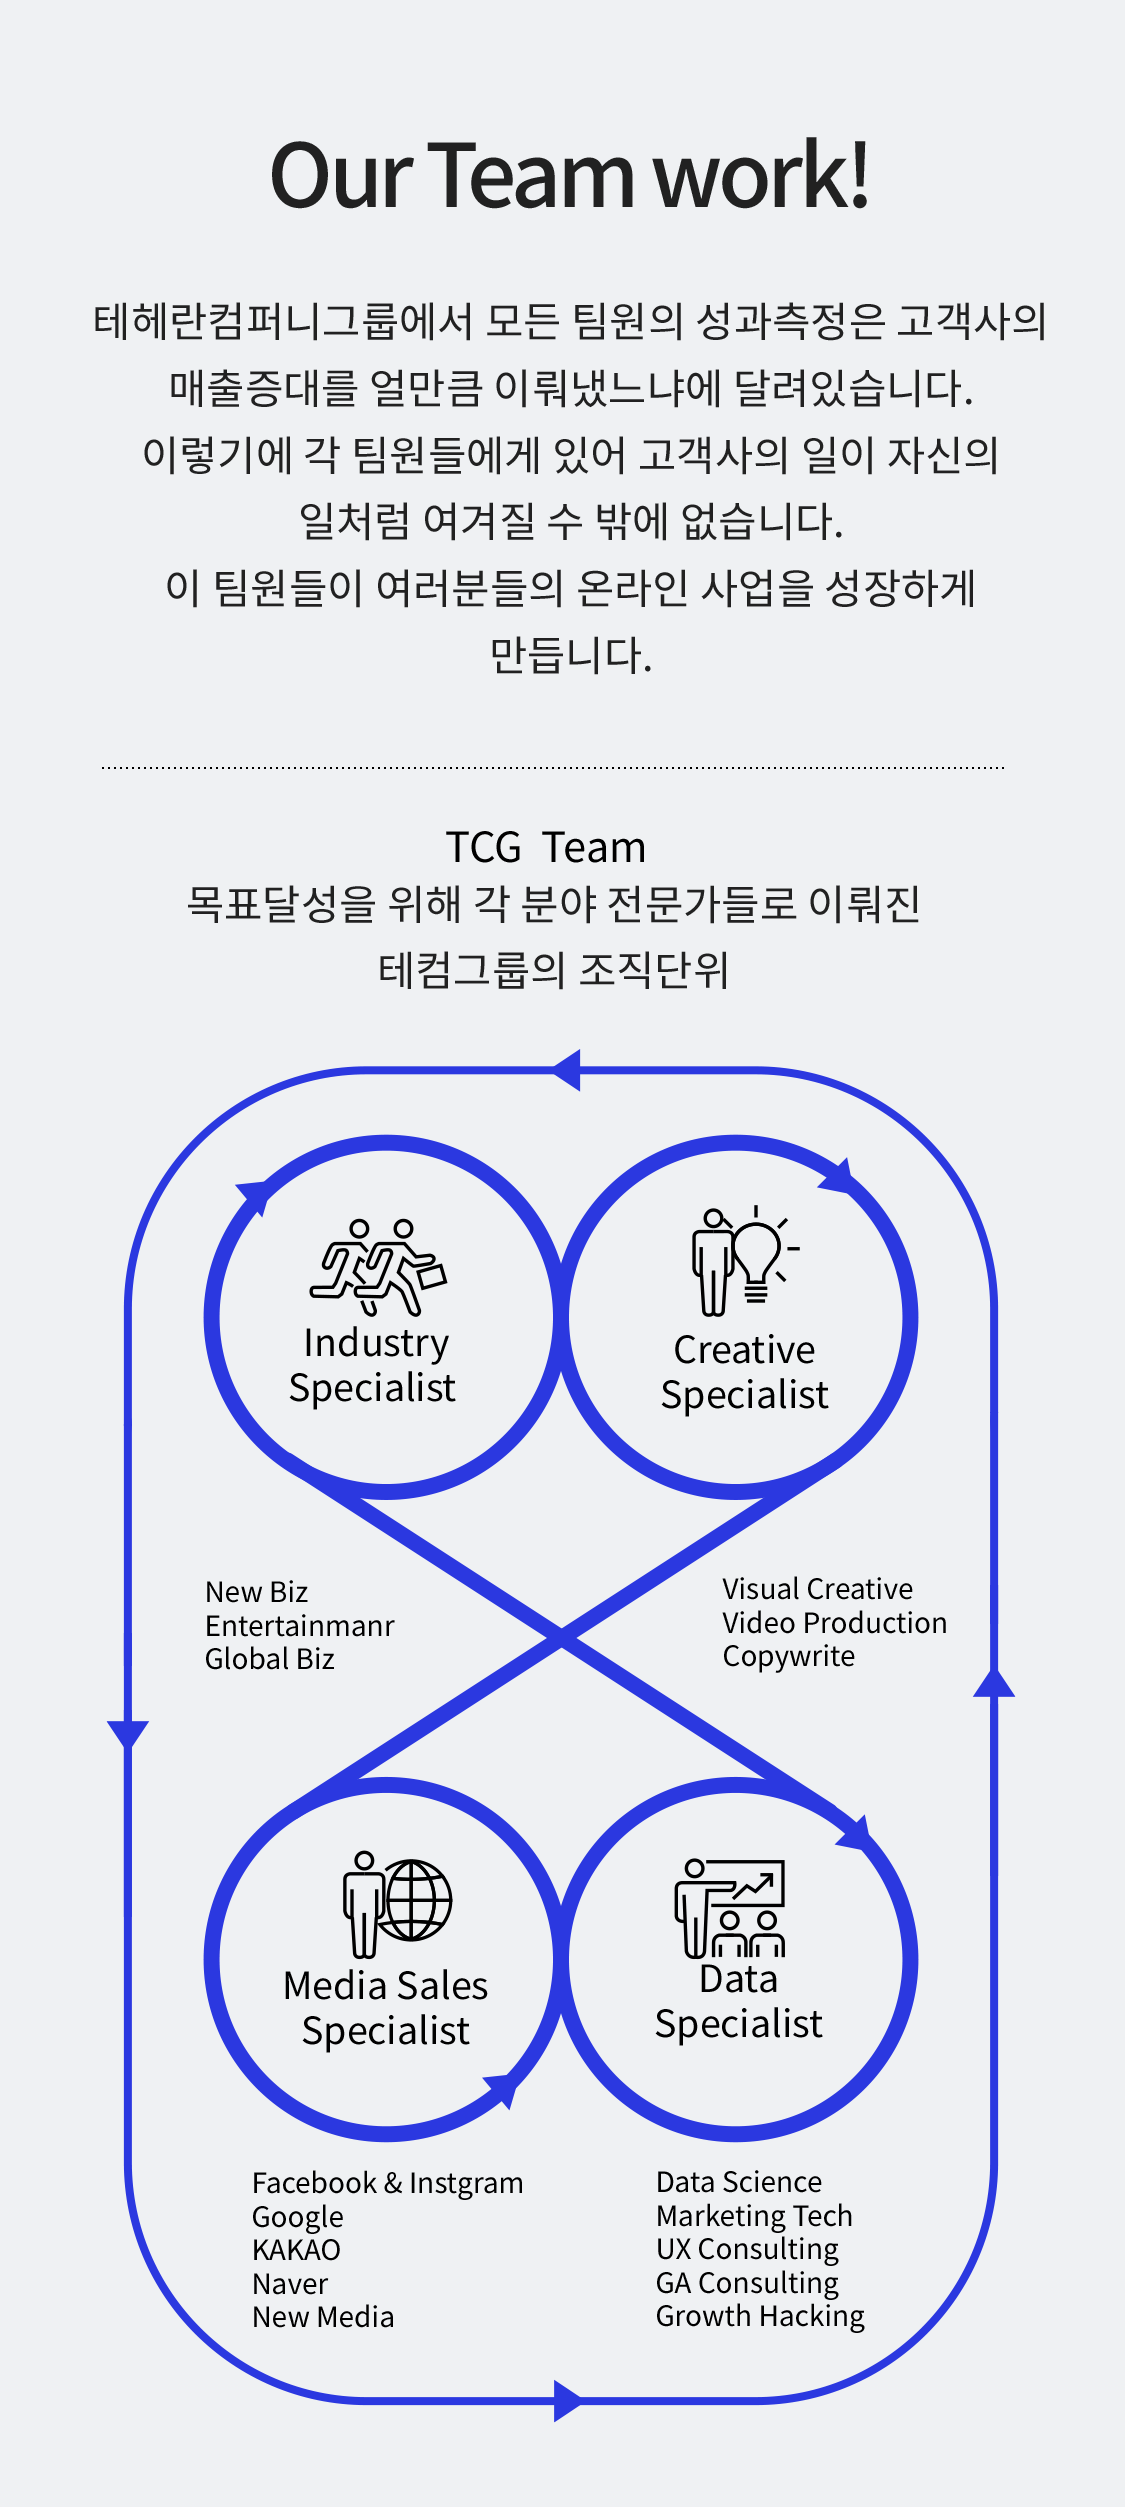 Our Team work!
테헤란컴퍼니그룹에서 모든 팀원의 성과측정은 고객사의
매출증대를 얼만큼 이뤄냈느냐에 달려있습니다.
이렇기에 각 팀원들에게 있어 고객사의 일이 자신의
일처럼 여겨질 수 밖에 없습니다.
이 팀원들이 여러분들의 온라인 사업을 성장하게
만듭니다.
TCG Team
목표달성을 위해 각 분야 전문가들로 이뤄진
테컴그룹의 조직단위
Industry
Specialist
Creative
Specialist
New Biz
Entertainmanr
Global Biz
Visual Creative
Video Production
Copywrite
Media Sales
Specialist
Data
Specialist
Facebook & Instgram
Google
KAKAO
Naver
New Media
Data Science
Marketing Tech
UX Consulting
GA Consulting
Growth Hacking